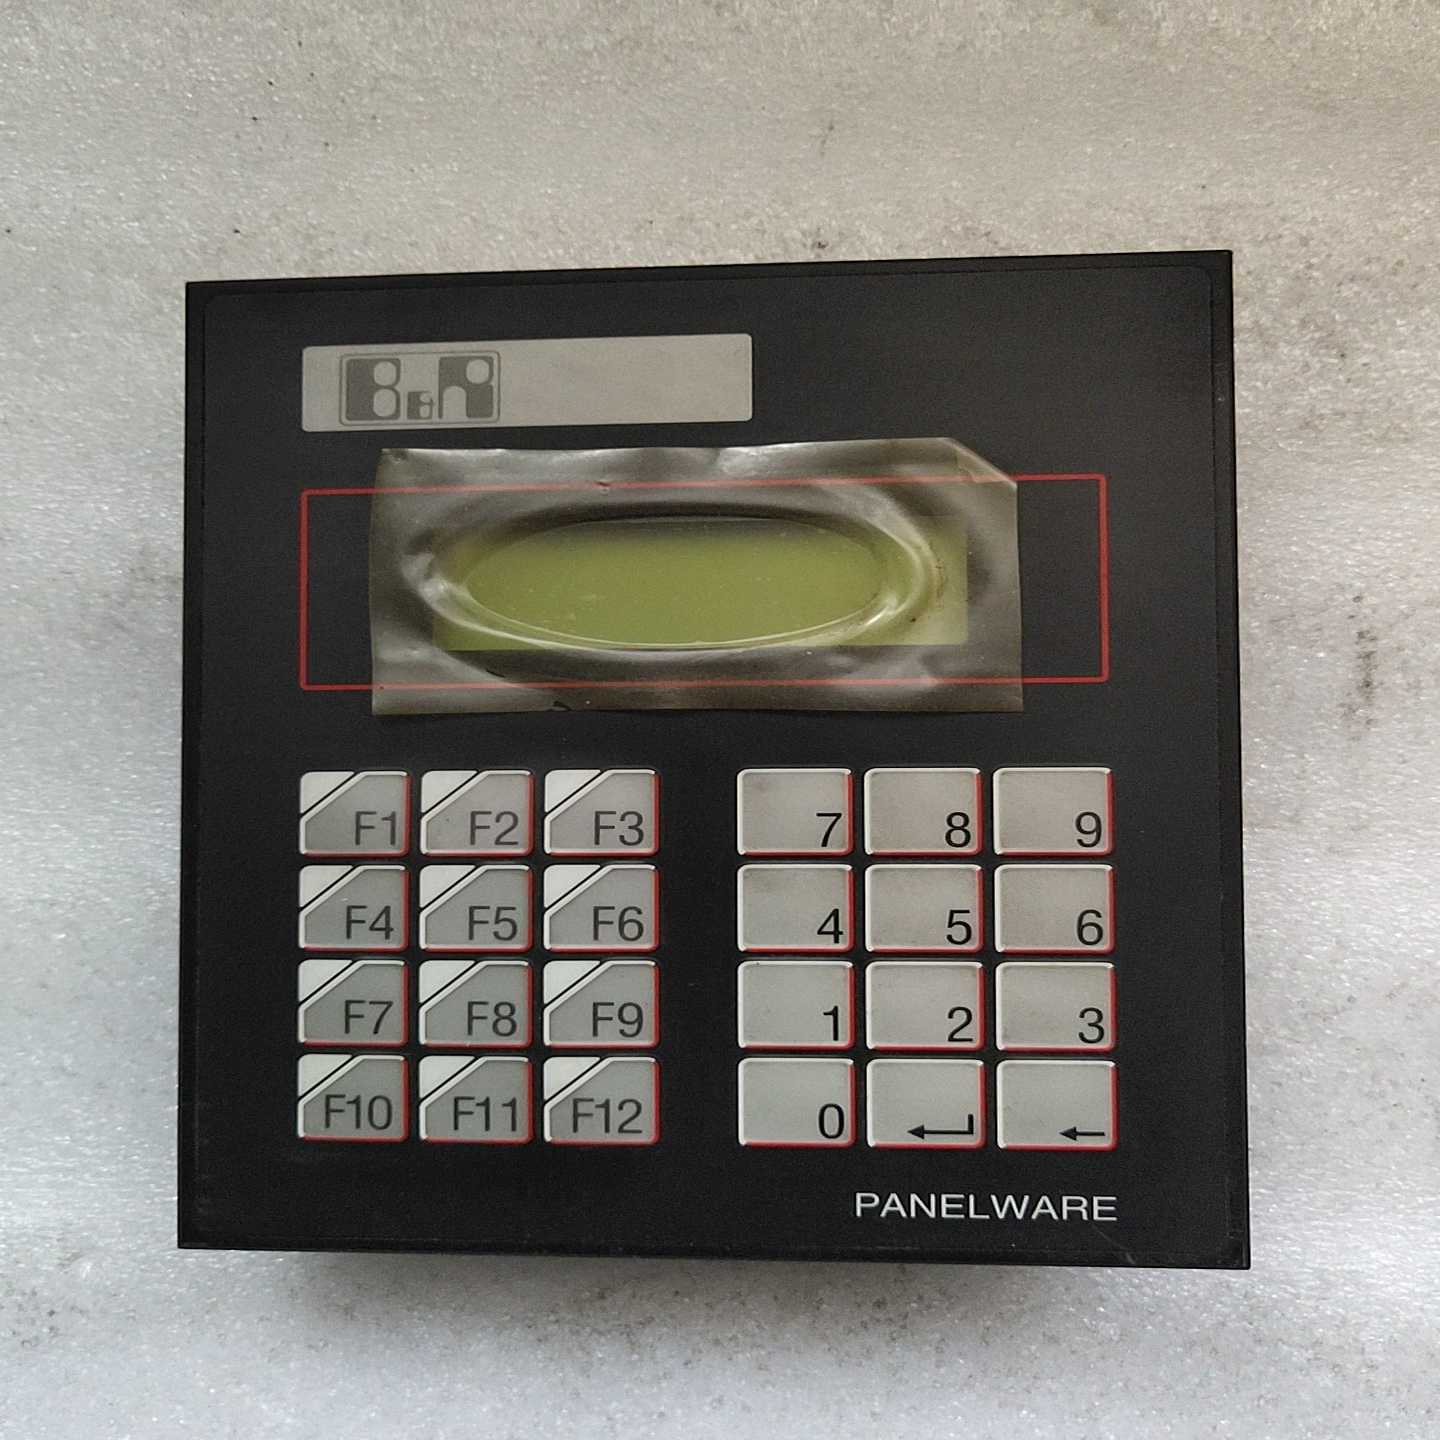 B&R
F1 F2 F3 7 8 9
F4 F5 F6 4 5 6
F7 F8 F9 1 2 3
F10 F11 F12 0
PANELWARE